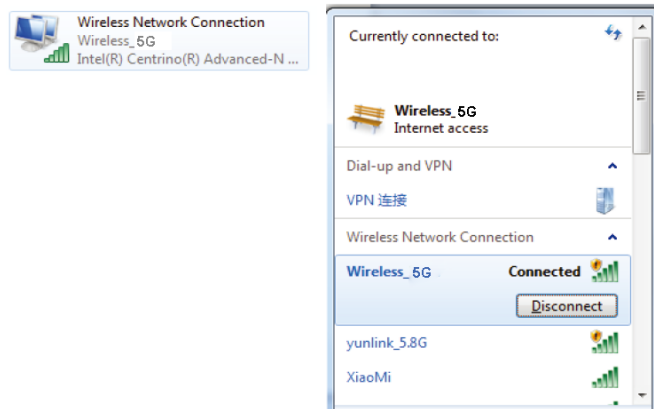 Wireless Network Connection
Wireless_5G
Intel(R) Centrino(R) Advanced-N ...
Currently connected to:
Wireless_5G
Internet access
Dial-up and VPN
VPN 连接
Wireless Network Connection
Wireless_5G Connected
Disconnect
yunlink_5.8G
XiaoMi